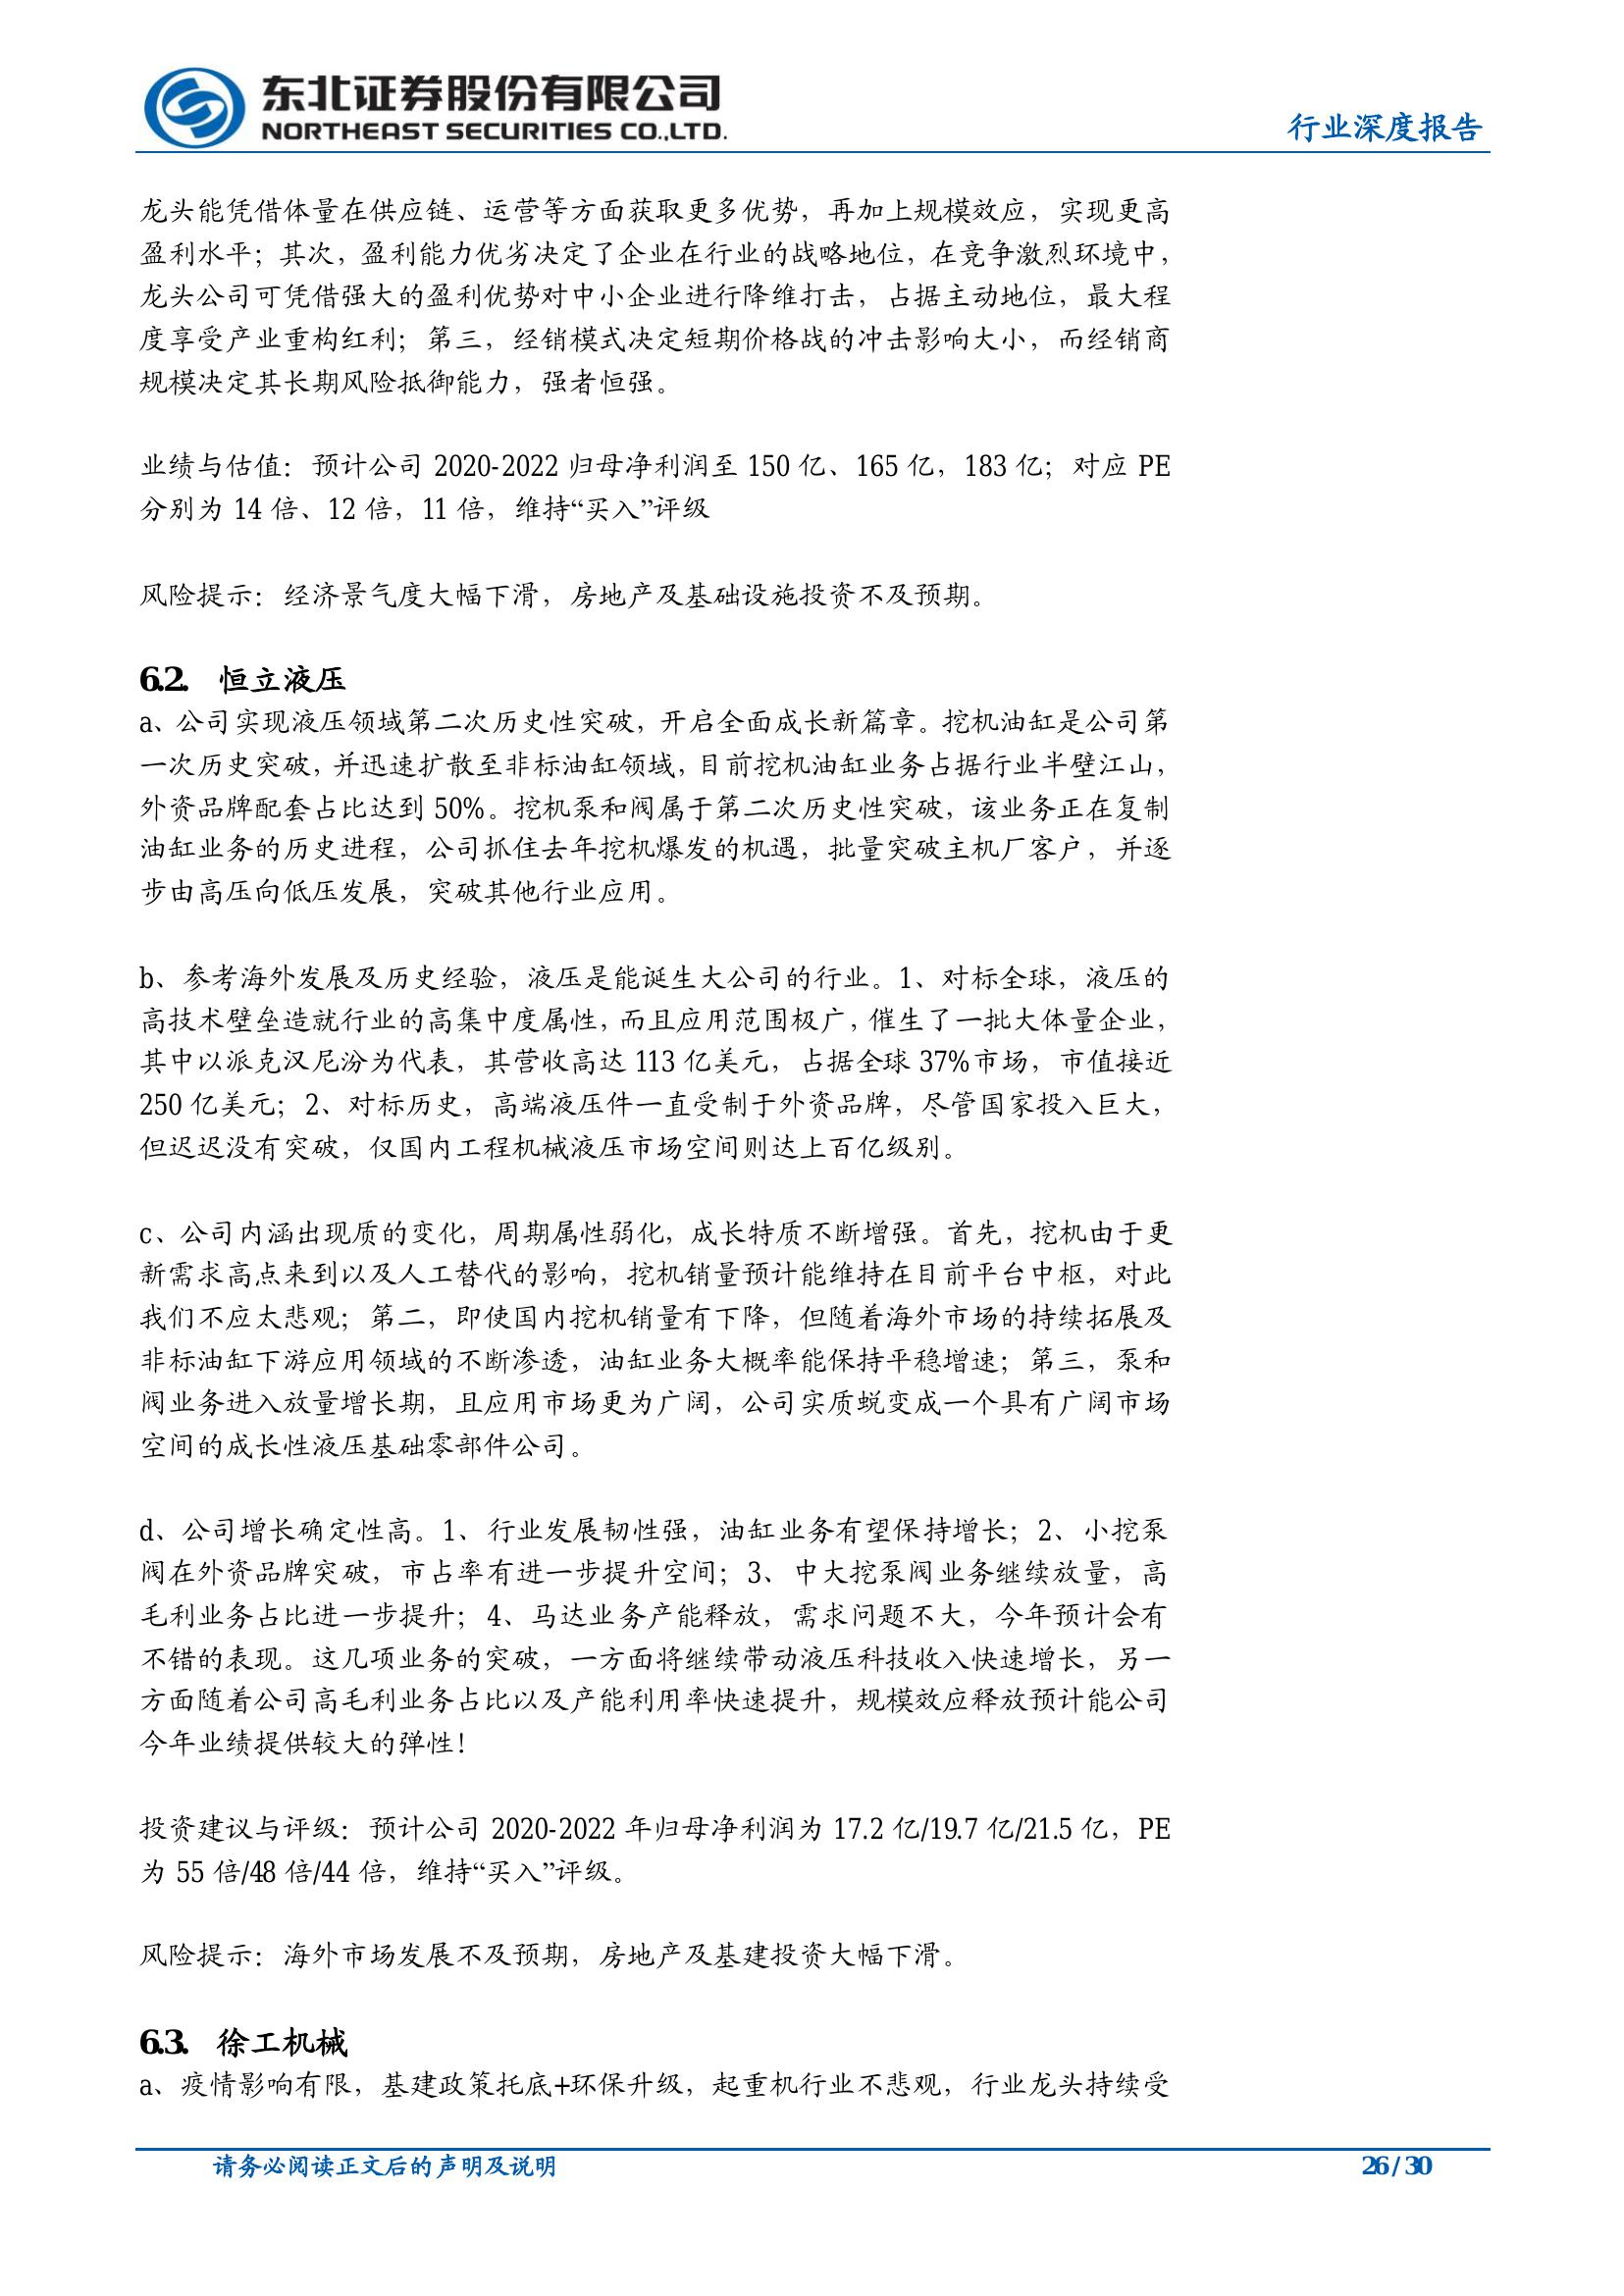 东北证券股份有限公司
NORTHEAST SECURITIES CO.,LTD.
行业深度报告
龙头能凭借体量在供应链、运营等方面获取更多优势，再加上规模效应，实现更高
盈利水平；其次，盈利能力优劣决定了企业在行业的战略地位，在竞争激烈环境中，
龙头公司可凭借强大的盈利优势对中小企业进行降维打击，占据主动地位，最大程
度享受产业重构红利；第三，经销模式决定短期价格战的冲击影响大小，而经销商
规模决定其长期风险抵御能力，强者恒强。
业绩与估值：预计公司 2020-2022 归母净利润至 150 亿、165 亿，183 亿；对应 PE
分别为 14 倍、12 倍，11 倍，维持“买入”评级
风险提示：经济景气度大幅下滑，房地产及基础设施投资不及预期。
6.2. 恒立液压
a、公司实现液压领域第二次历史性突破，开启全面成长新篇章。挖机油缸是公司第
一次历史突破，并迅速扩散至非标油缸领域，目前挖机油缸业务占据行业半壁江山，
外资品牌配套占比达到 50%。挖机泵和阀属于第二次历史性突破，该业务正在复制
油缸业务的历史进程，公司抓住去年挖机爆发的机遇，批量突破主机厂客户，并逐
步由高压向低压发展，突破其他行业应用。
b、参考海外发展及历史经验，液压是能诞生大公司的行业。1、对标全球，液压的
高技术壁垒造就行业的高集中度属性，而且应用范围极广，催生了一批大体量企业，
其中以派克汉尼汾为代表，其营收高达 113 亿美元，占据全球 37%市场，市值接近
250 亿美元；2、对标历史，高端液压件一直受制于外资品牌，尽管国家投入巨大，
但迟迟没有突破，仅国内工程机械液压市场空间则达上百亿级别。
c、公司内涵出现质的变化，周期属性弱化，成长特质不断增强。首先，挖机由于更
新需求高点来到以及人工替代的影响，挖机销量预计能维持在目前平台中枢，对此
我们不应太悲观；第二，即使国内挖机销量有下降，但随着海外市场的持续拓展及
非标油缸下游应用领域的不断渗透，油缸业务大概率能保持平稳增速；第三，泵和
阀业务进入放量增长期，且应用市场更为广阔，公司实质蜕变成一个具有广阔市场
空间的成长性液压基础零部件公司。
d、公司增长确定性高。1、行业发展韧性强，油缸业务有望保持增长；2、小挖泵
阀在外资品牌突破，市占率有进一步提升空间；3、中大挖泵阀业务继续放量，高
毛利业务占比进一步提升；4、马达业务产能释放，需求问题不大，今年预计会有
不错的表现。这几项业务的突破，一方面将继续带动液压科技收入快速增长，另一
方面随着公司高毛利业务占比以及产能利用率快速提升，规模效应释放预计能公司
今年业绩提供较大的弹性！
投资建议与评级：预计公司 2020-2022 年归母净利润为 17.2 亿/19.7 亿/21.5 亿，PE
为 55 倍/48 倍/44 倍，维持“买入”评级。
风险提示：海外市场发展不及预期，房地产及基建投资大幅下滑。
6.3. 徐工机械
a、疫情影响有限，基建政策托底+环保升级，起重机行业不悲观，行业龙头持续受
请务必阅读正文后的声明及说明
26 / 30